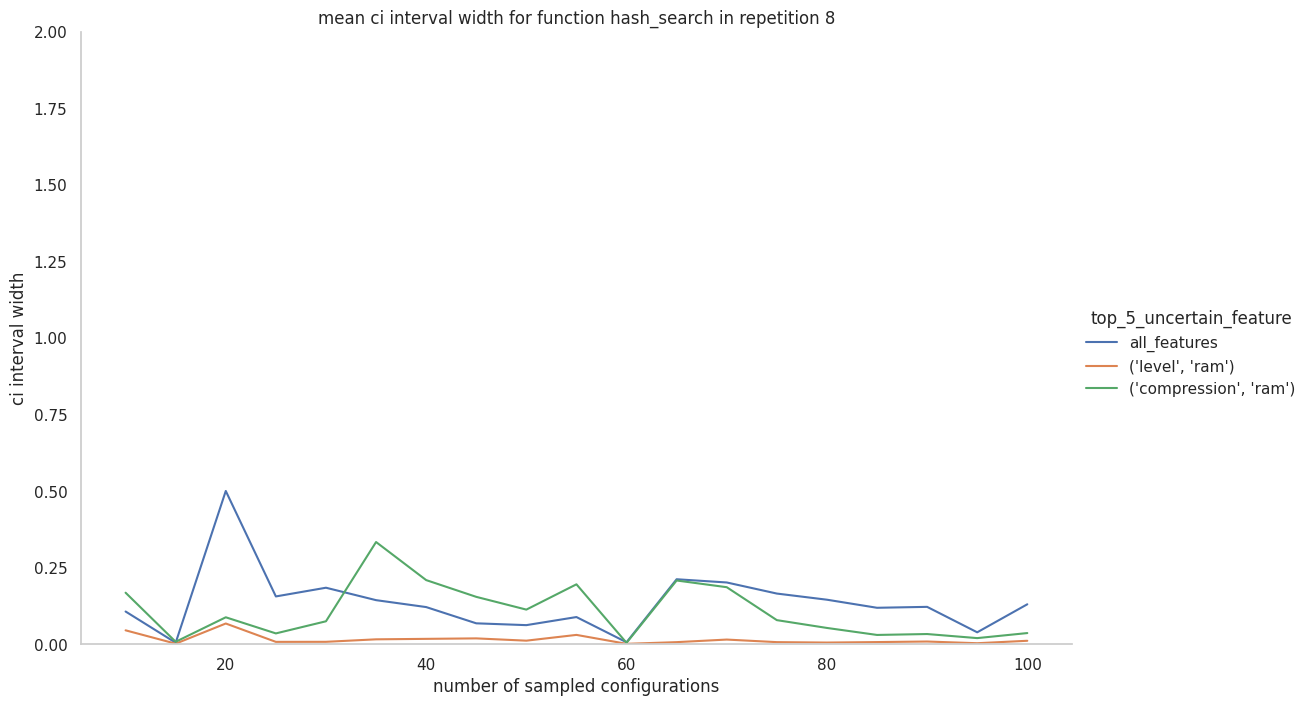 mean ci interval width for function hash_search in repetition 8
2.00
1.75
1.50
1.25
1.00
0.75
0.50
0.25
0.00
ci interval width
20
40
60
80
100
number of sampled configurations
top_5_uncertain_feature
all_features
('level', 'ram')
('compression', 'ram')